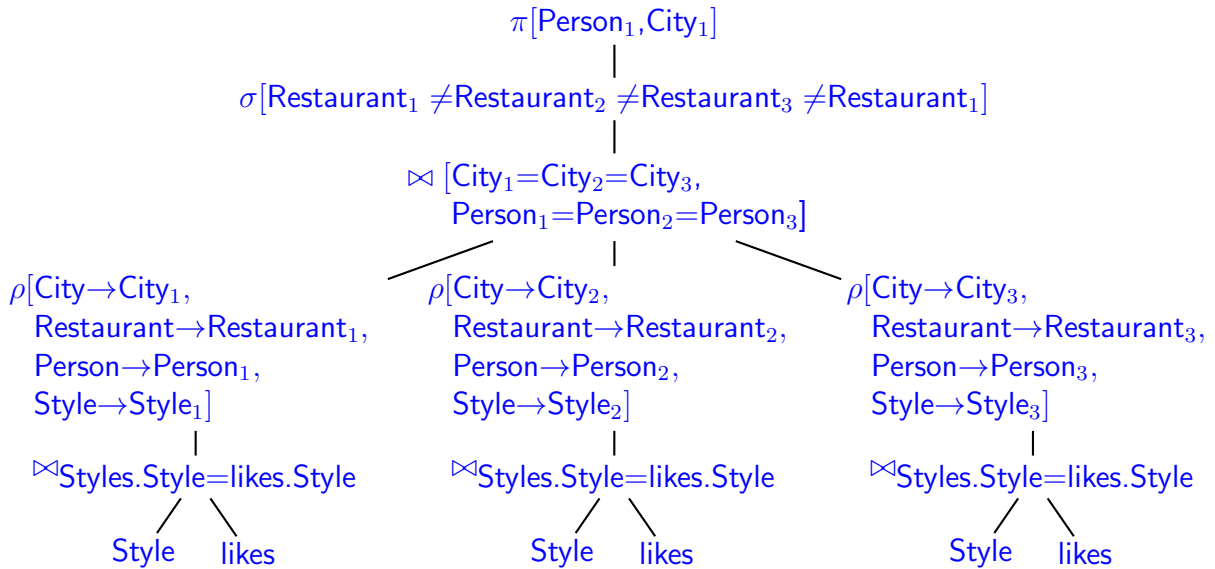 π[Person₁,City₁]
σ[Restaurant₁ ≠Restaurant₂ ≠Restaurant₃ ≠Restaurant₁]
⋈ [City₁=City₂=City₃,
Person₁=Person₂=Person₃]
ρ[City→City₁,
Restaurant→Restaurant₁,
Person→Person₁,
Style→Style₁]
ρ[City→City₂,
Restaurant→Restaurant₂,
Person→Person₂,
Style→Style₂]
ρ[City→City₃,
Restaurant→Restaurant₃,
Person→Person₃,
Style→Style₃]
⋈Styles.Style=likes.Style
⋈Styles.Style=likes.Style
⋈Styles.Style=likes.Style
Style likes
Style likes
Style likes